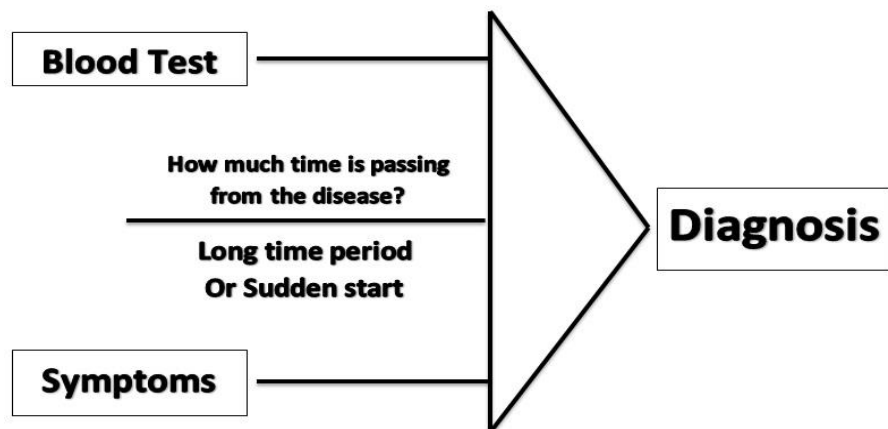 Blood Test
How much time is passing
from the disease?
Long time period
Or Sudden start
Symptoms
Diagnosis